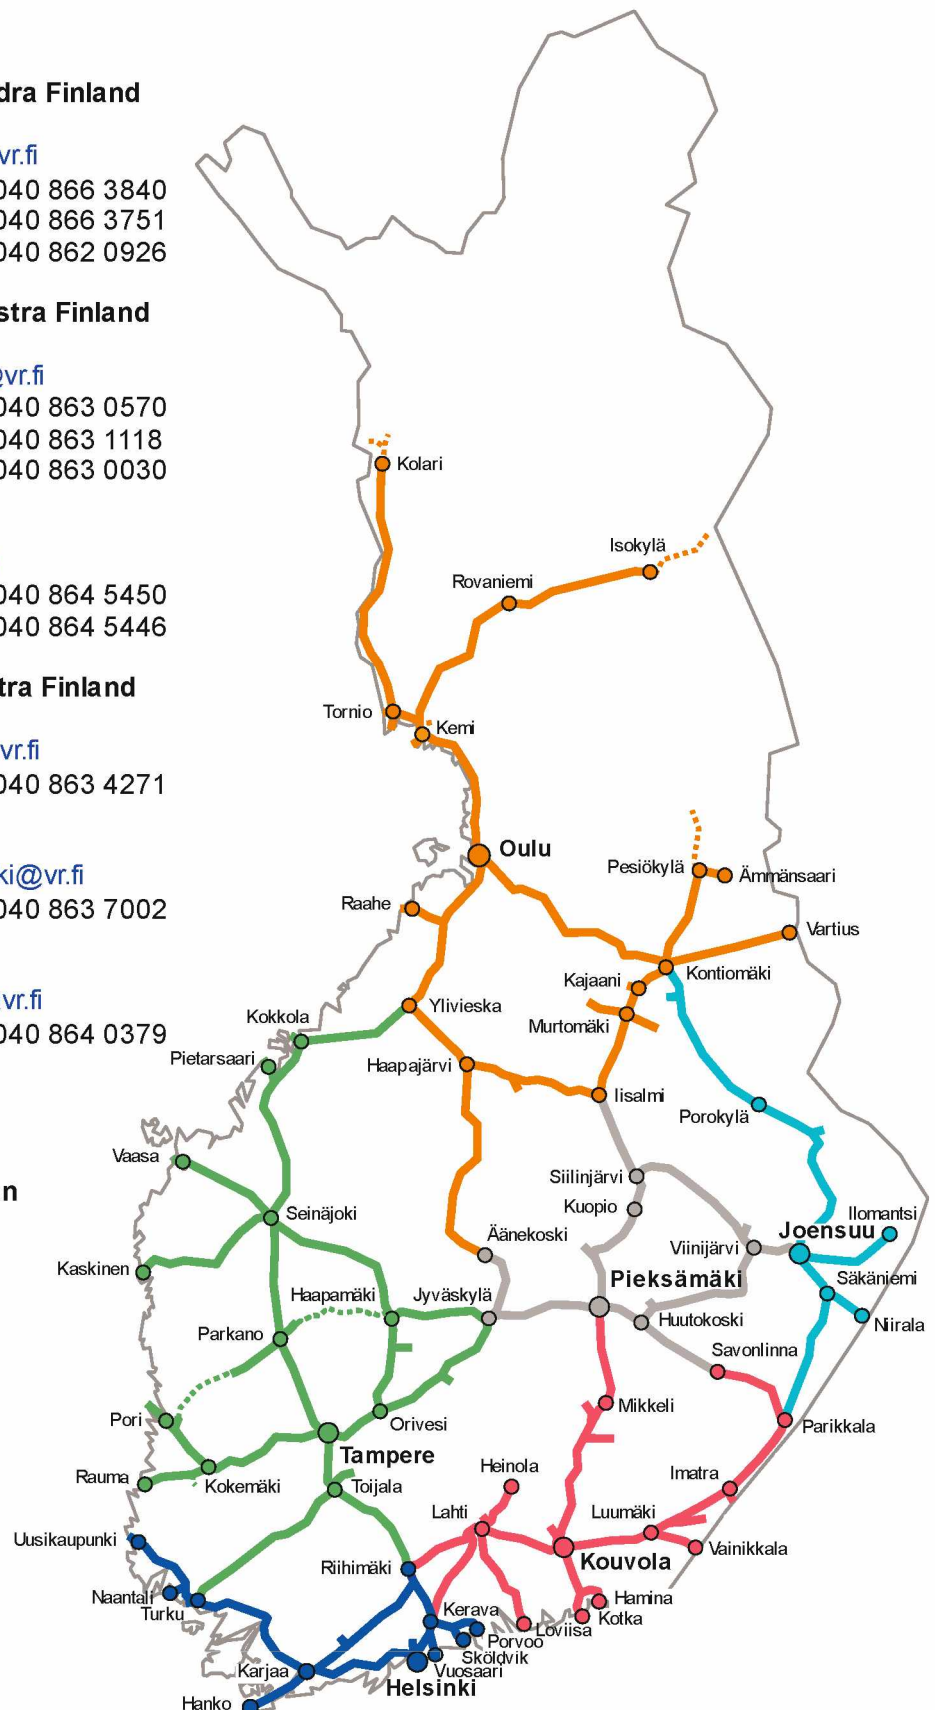 dra Finland
vr.fi
040 866 3840
040 866 3751
040 862 0926
stra Finland
@vr.fi
040 863 0570
040 863 1118
040 863 0030
040 864 5450
040 864 5446
tra Finland
vr.fi
040 863 4271
ki@vr.fi
040 863 7002
vr.fi
040 864 0379
n
Kolari
Isokylä
Rovaniemi
Tornio
Kemi
Oulu
Pesiökylä
Ämmänsaari
Raahe
Vartius
Kontiomäki
Kajaani
Ylivieska
Murtomäki
Kokkola
Pietarsaari
Haapajärvi
Iisalmi
Porokylä
Vaasa
Siilinjärvi
Kuopio
Seinäjoki
Ilomantsi
Joensuu
Äänekoski
Viinijärvi
Kaskinen
Pieksämäki
Säkäniemi
Haapamäki
Jyväskylä
Huutokoski
Niirala
Parkano
Savonlinna
Mikkeli
Pori
Orivesi
Parikkala
Tampere
Rauma
Kokemäki
Toijala
Heinola
Imatra
Lahti
Luumäki
Uusikaupunki
Vainikkala
Kouvola
Riihimäki
Naantali
Turku
Hamina
Kotka
Kerava
Loviisa
Porvoo
Sköldvik
Vuosaari
Karjaa
Helsinki
Hanko